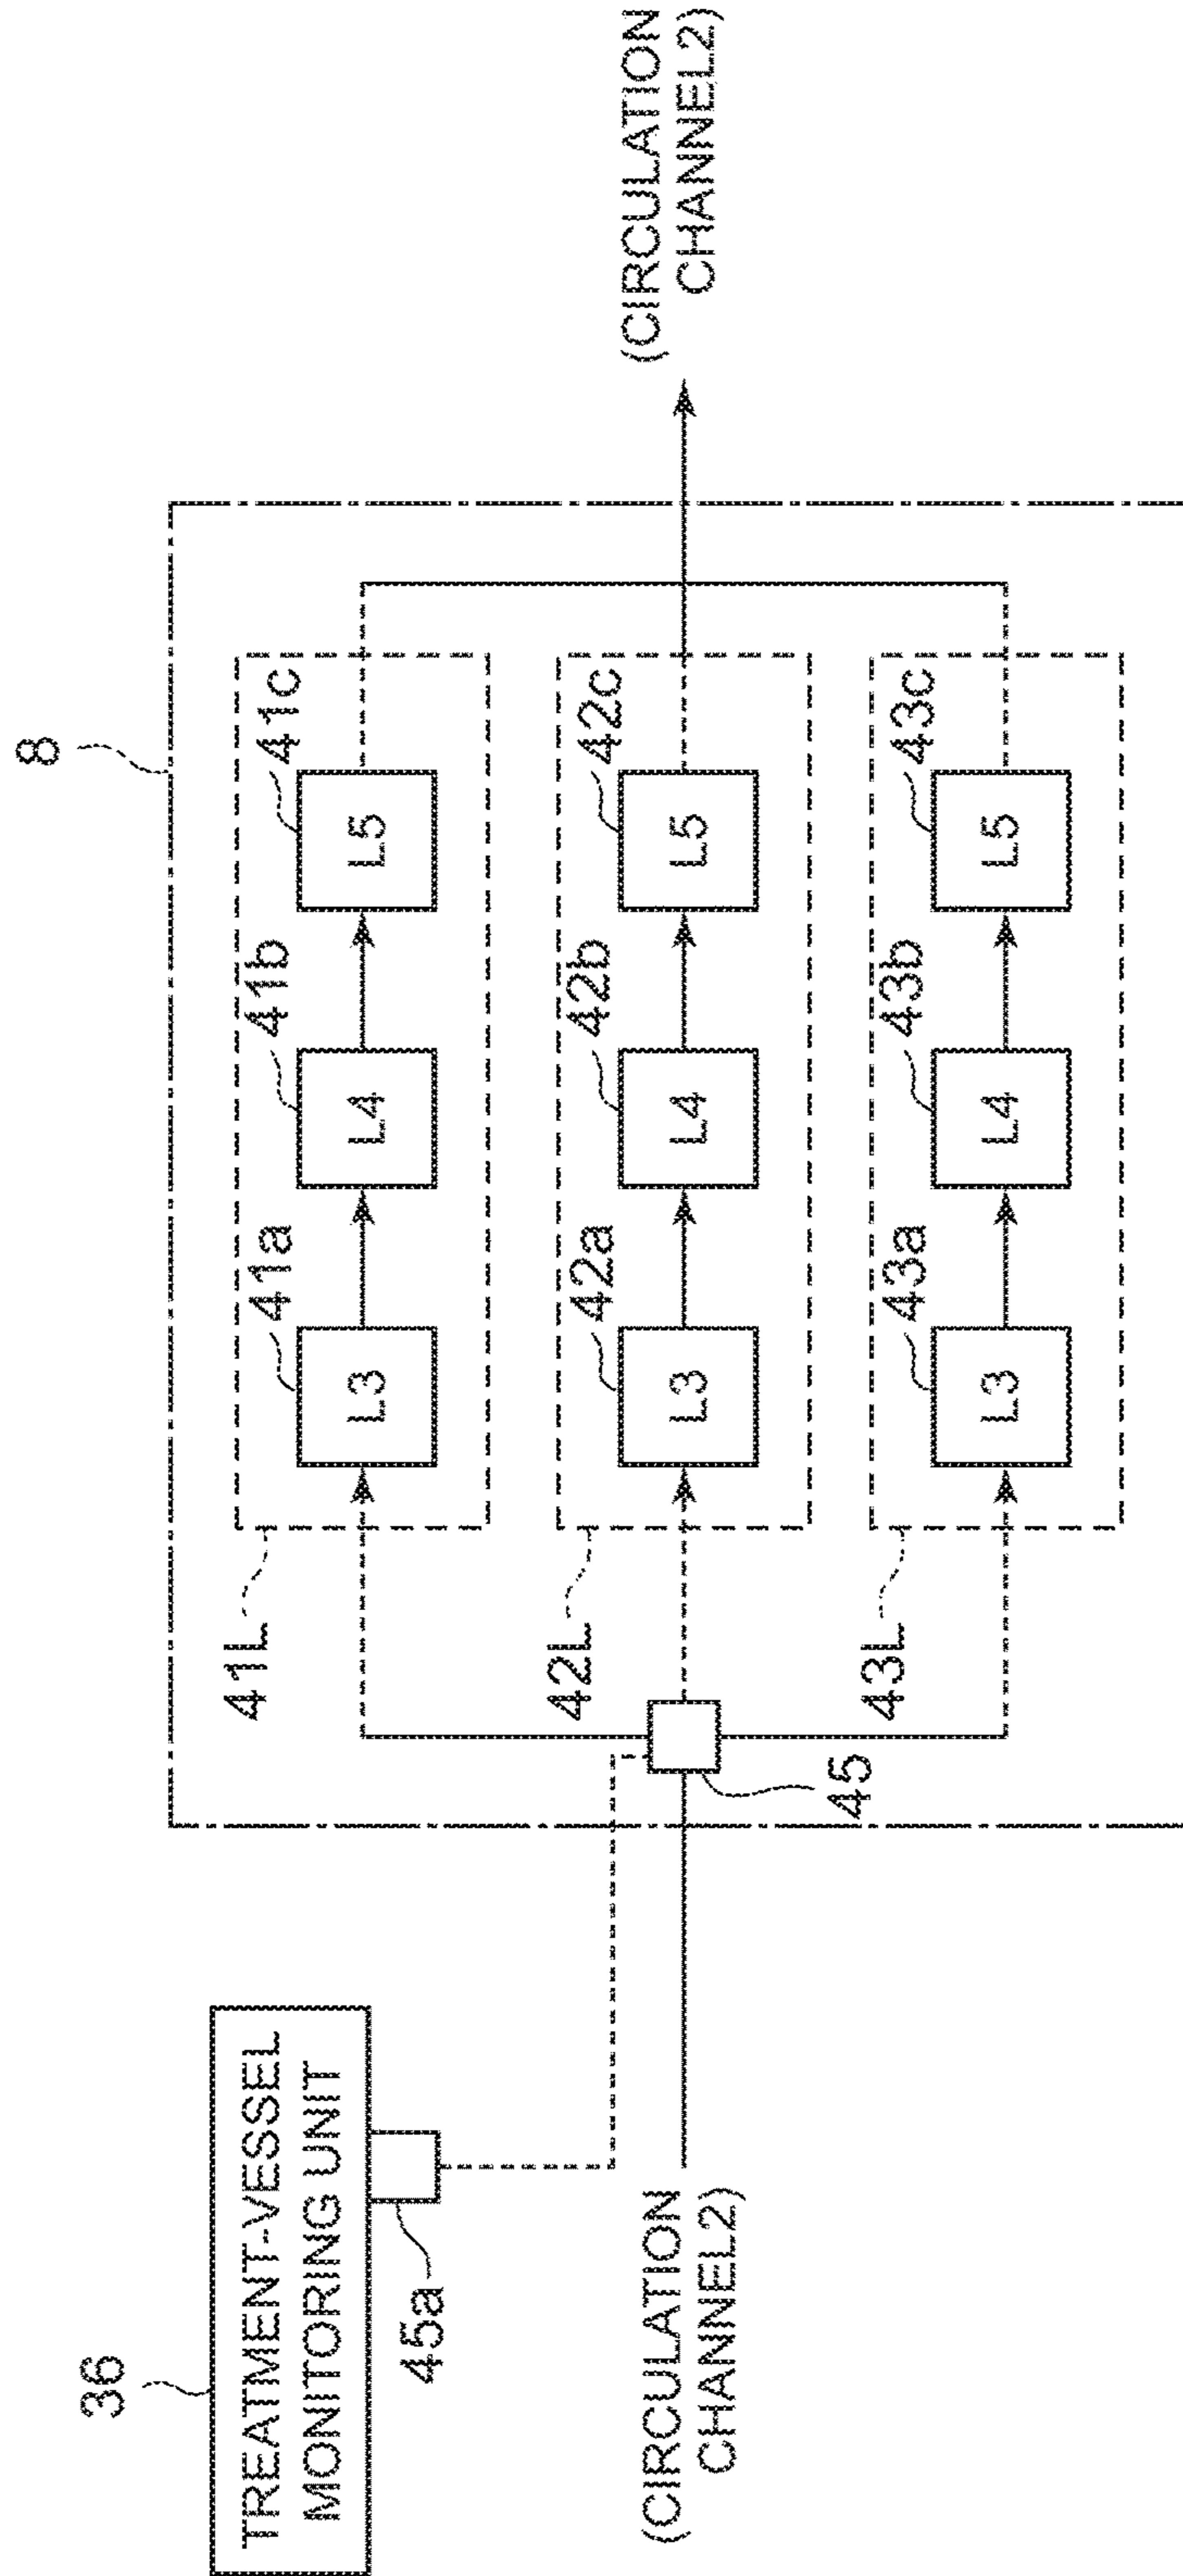 36
TREATMENT-VESSEL
MONITORING UNIT
45a
(CIRCULATION
CHANNEL2)
8
45
41L
41a
41b
41c
L3
L4
L5
42L
42a
42b
42c
L3
L4
L5
43L
43a
43b
43c
L3
L4
L5
(CIRCULATION
CHANNEL2)